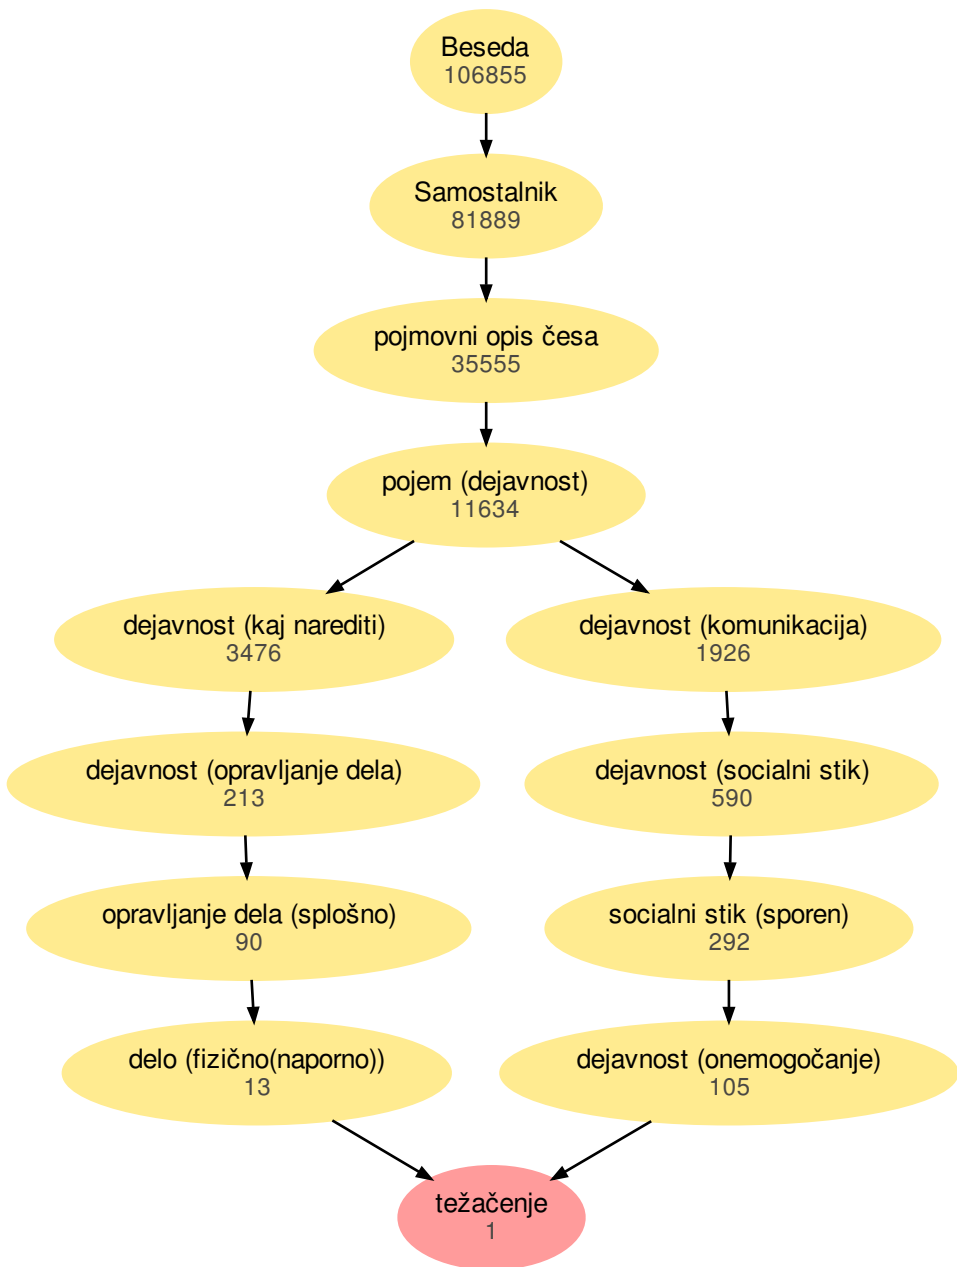 Beseda
106855
Samostalnik
81889
pojmovni opis česa
35555
pojem (dejavnost)
11634
dejavnost (kaj narediti)
3476
dejavnost (komunikacija)
1926
dejavnost (opravljanje dela)
213
dejavnost (socialni stik)
590
opravljanje dela (splošno)
90
socialni stik (sporen)
292
delo (fizično(naporno))
13
dejavnost (onemogočanje)
105
težačenje
1